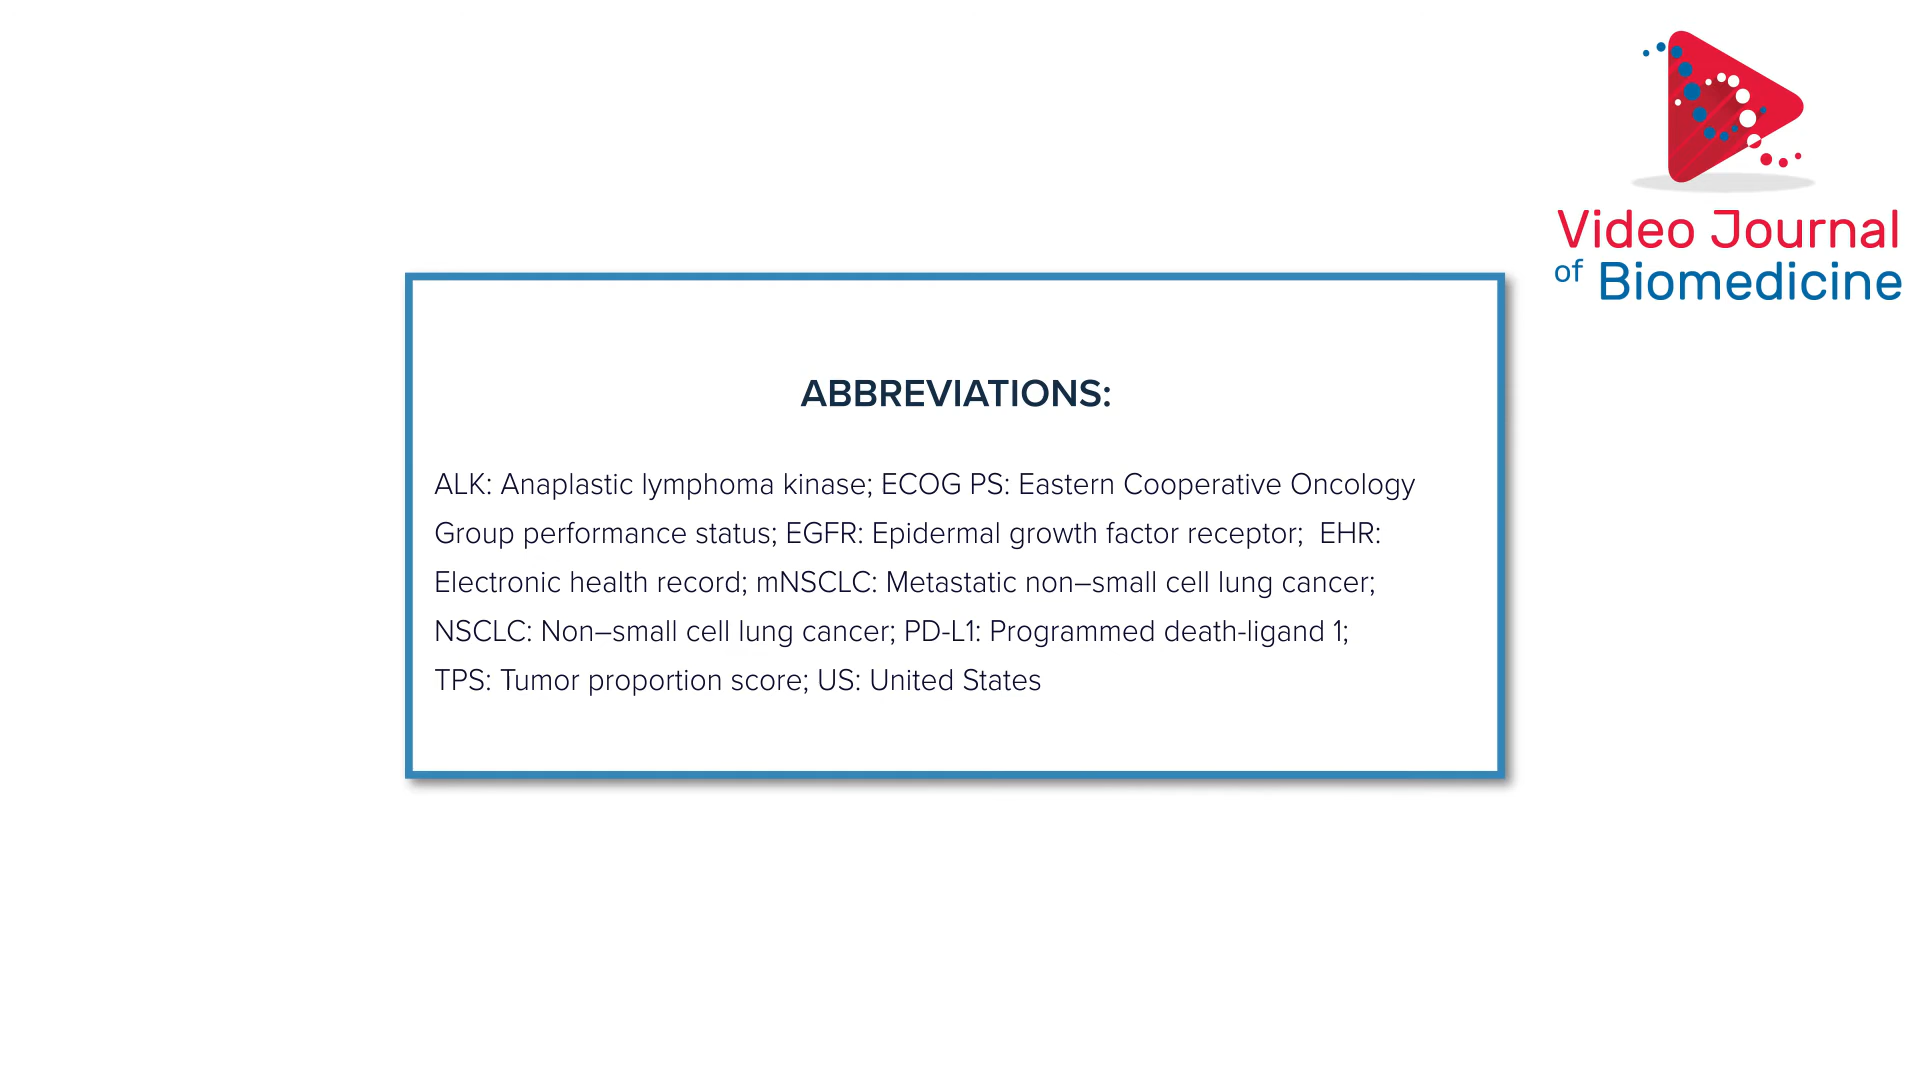 Video Journal
of Biomedicine
ABBREVIATIONS:
ALK: Anaplastic lymphoma kinase; ECOG PS: Eastern Cooperative Oncology
Group performance status; EGFR: Epidermal growth factor receptor;  EHR:
Electronic health record; mNSCLC: Metastatic non–small cell lung cancer;
NSCLC: Non–small cell lung cancer; PD-L1: Programmed death-ligand 1;
TPS: Tumor proportion score; US: United States